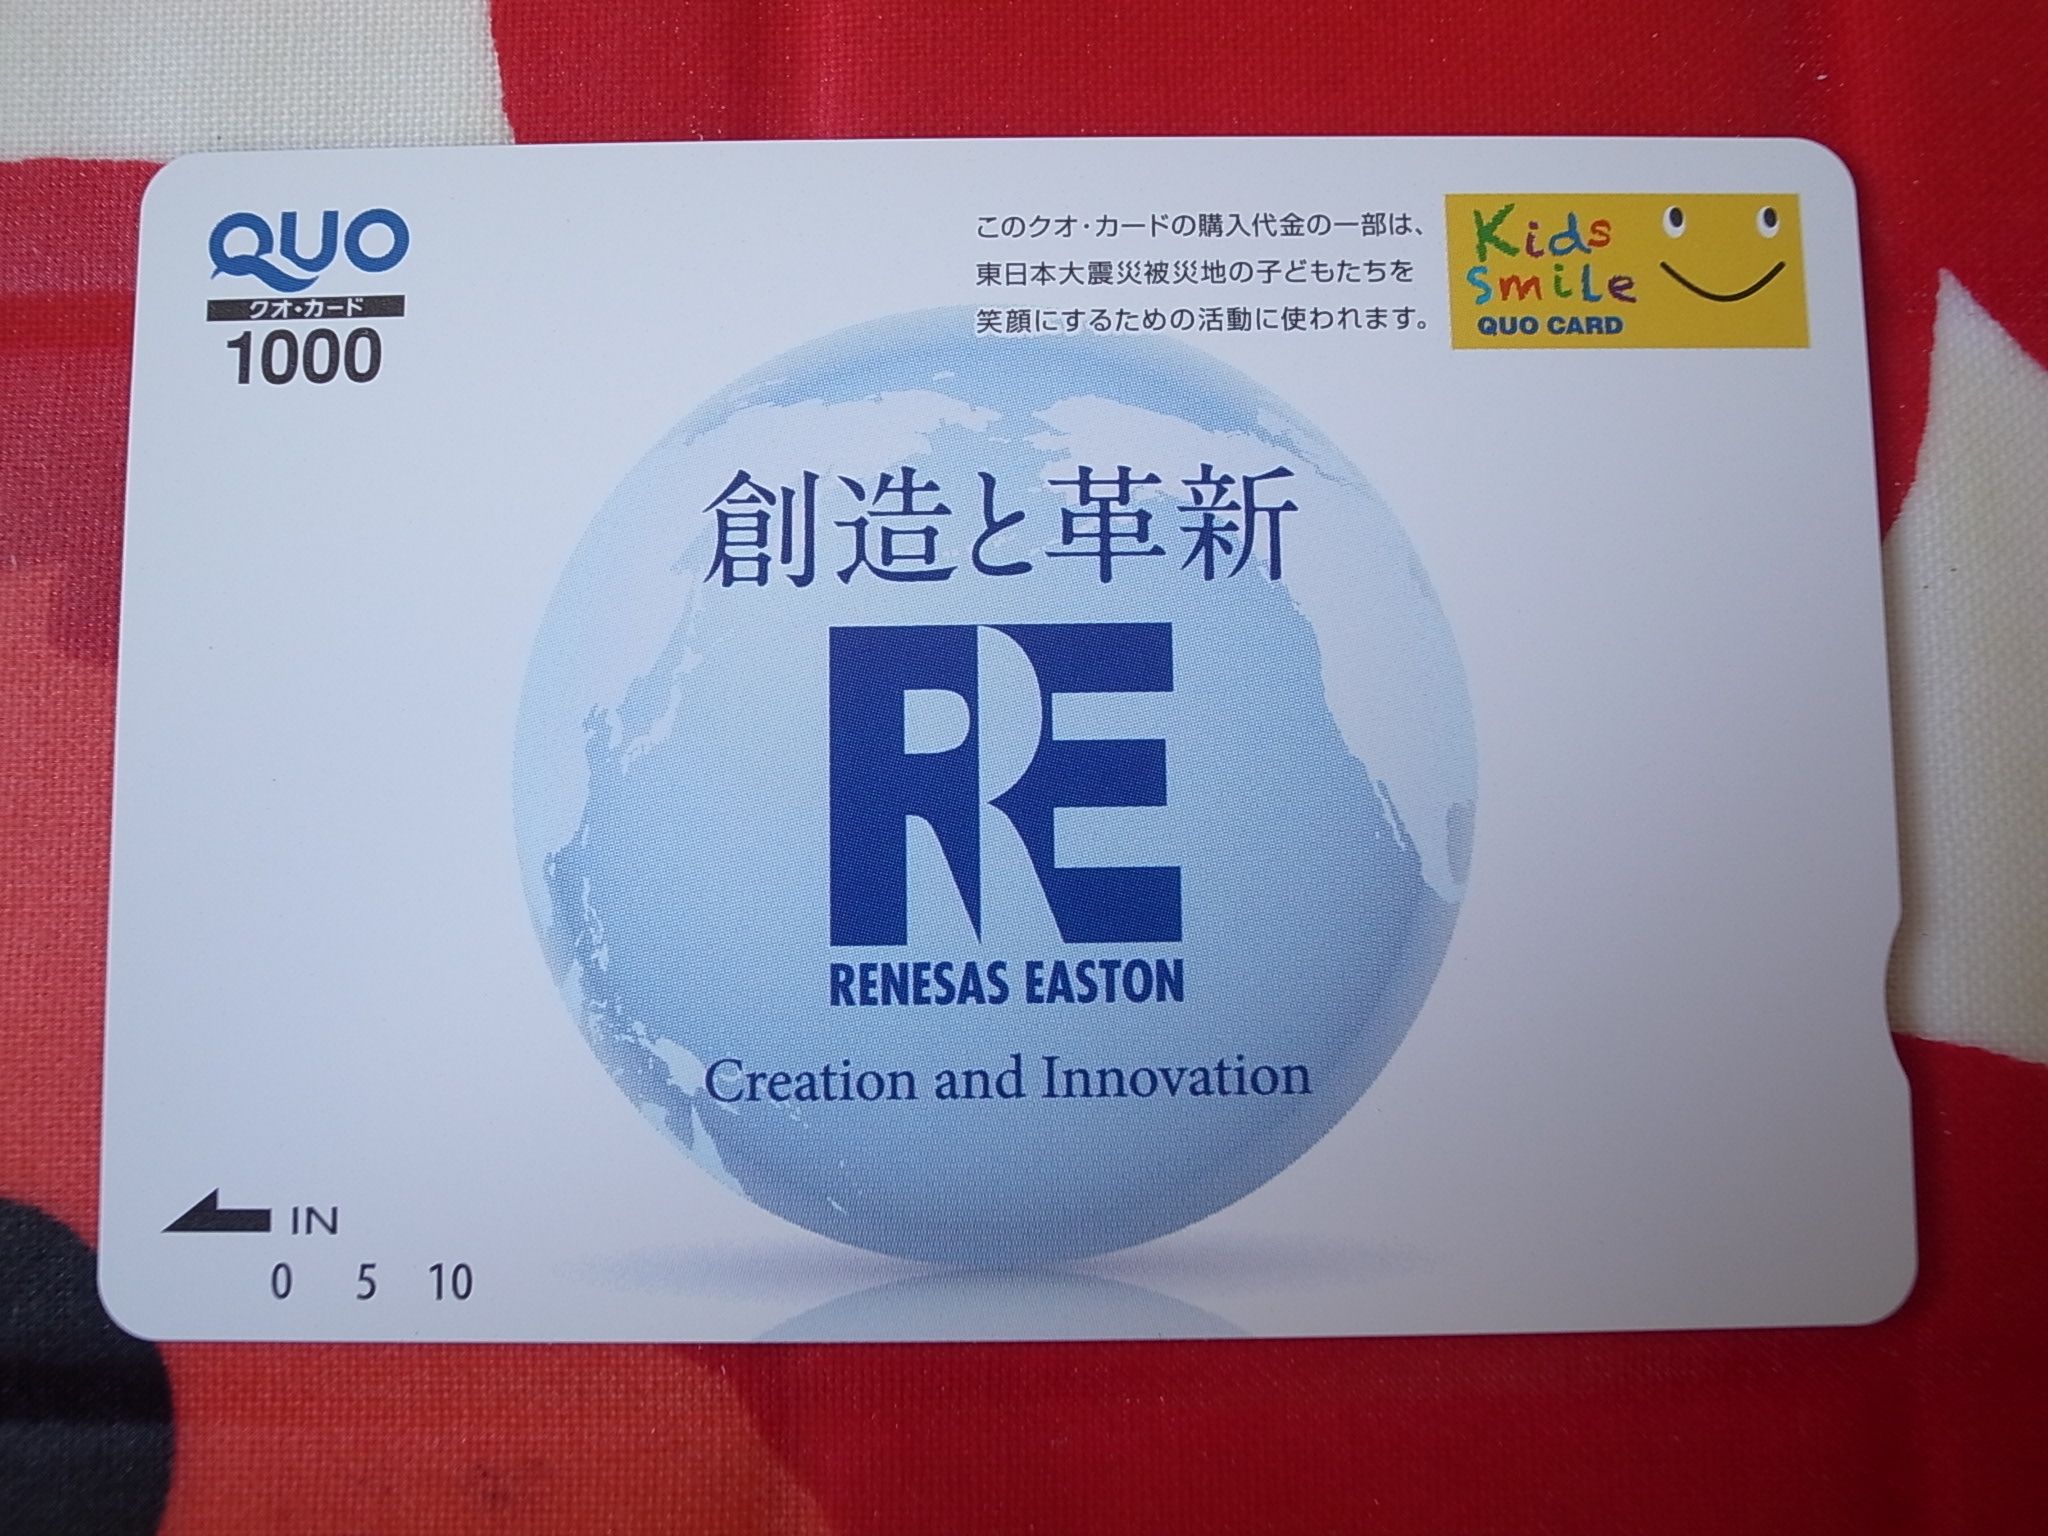 QUO
クオ・カード
1000
このクオ・カードの購入代金の一部は、
東日本大震災被災地の子どもたちを
笑顔にするための活動に使われます。
Kids
Smile
QUO CARD
創造と革新
RE
RENESAS EASTON
Creation and Innovation
IN
0 5 10